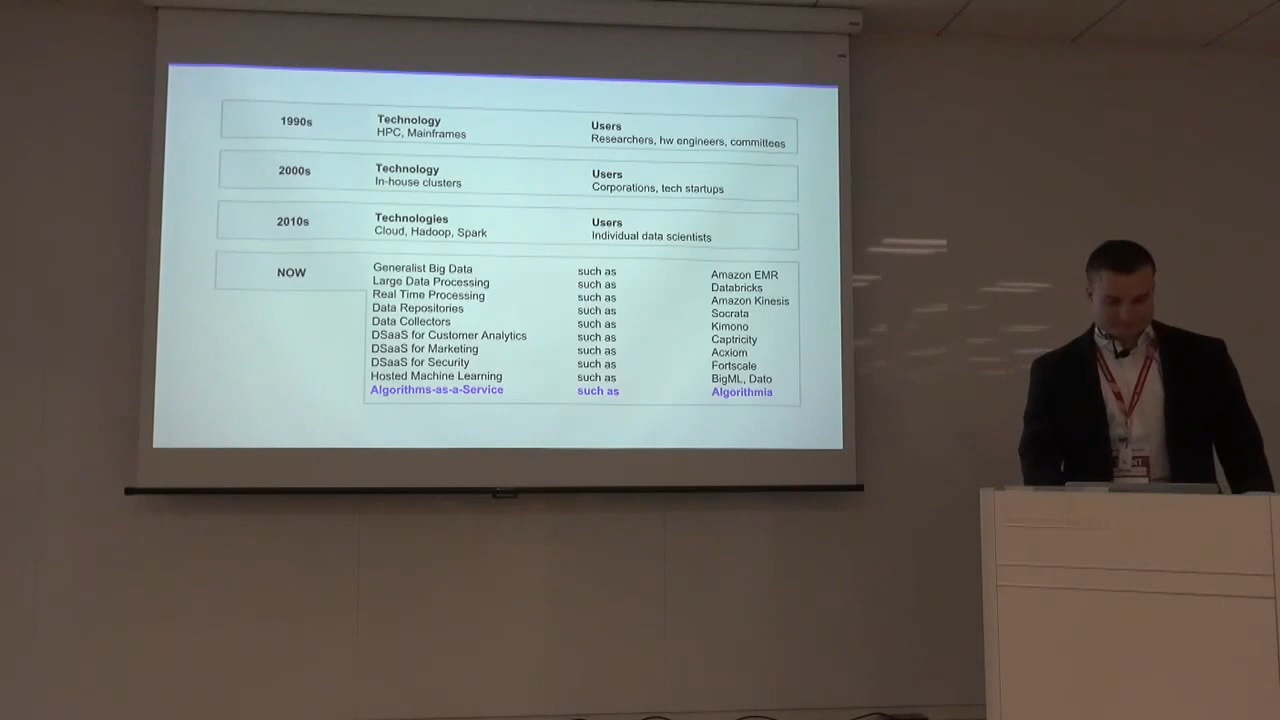 1990s
Technology
HPC, Mainframes
Users
Researchers, hw engineers, committees
2000s
Technology
In-house clusters
Users
Corporations, tech startups
2010s
Technologies
Cloud, Hadoop, Spark
Users
Individual data scientists
NOW
Generalist Big Data such as Amazon EMR
Large Data Processing such as Databricks
Real Time Processing such as Amazon Kinesis
Data Repositories such as Socrata
Data Collectors such as Kimono
DSaaS for Customer Analytics such as Captricity
DSaaS for Marketing such as Acxiom
DSaaS for Security such as Fortscale
Hosted Machine Learning such as BigML, Dato
Algorithms-as-a-Service such as Algorithmia